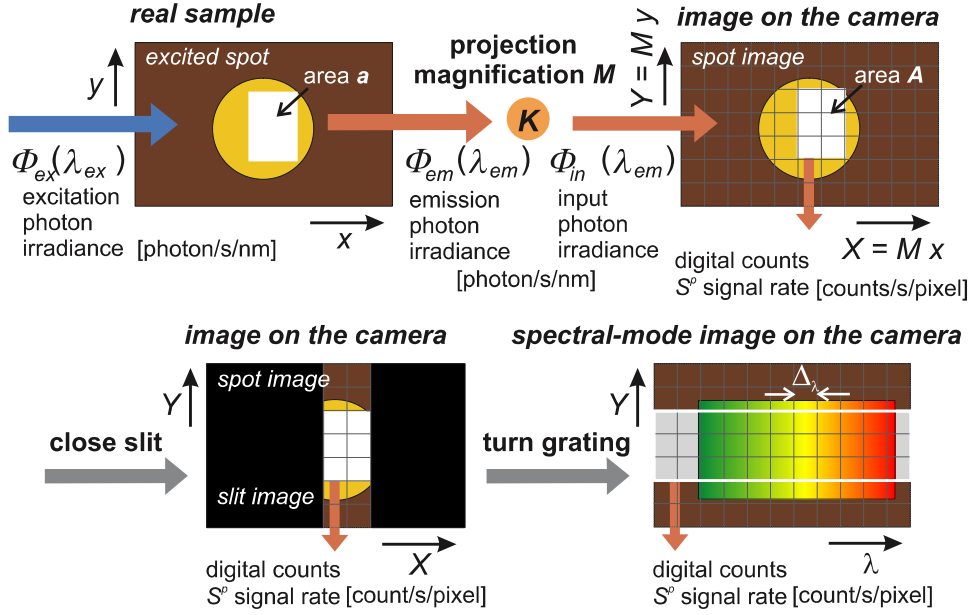 real sample
excited spot
area a
y
x
Φex(λex)
excitation
photon
irradiance
[photon/s/nm]
projection
magnification M
K
Φem(λem)
emission
photon
irradiance
[photon/s/nm]
Φin(λem)
input
photon
irradiance
image on the camera
spot image
area A
Y = M y
X = M x
digital counts
Sᵖ signal rate [counts/s/pixel]
close slit
image on the camera
spot image
slit image
Y
X
digital counts
Sᵖ signal rate [count/s/pixel]
turn grating
spectral-mode image on the camera
Δλ
Y
λ
digital counts
Sᵖ signal rate [count/s/pixel]